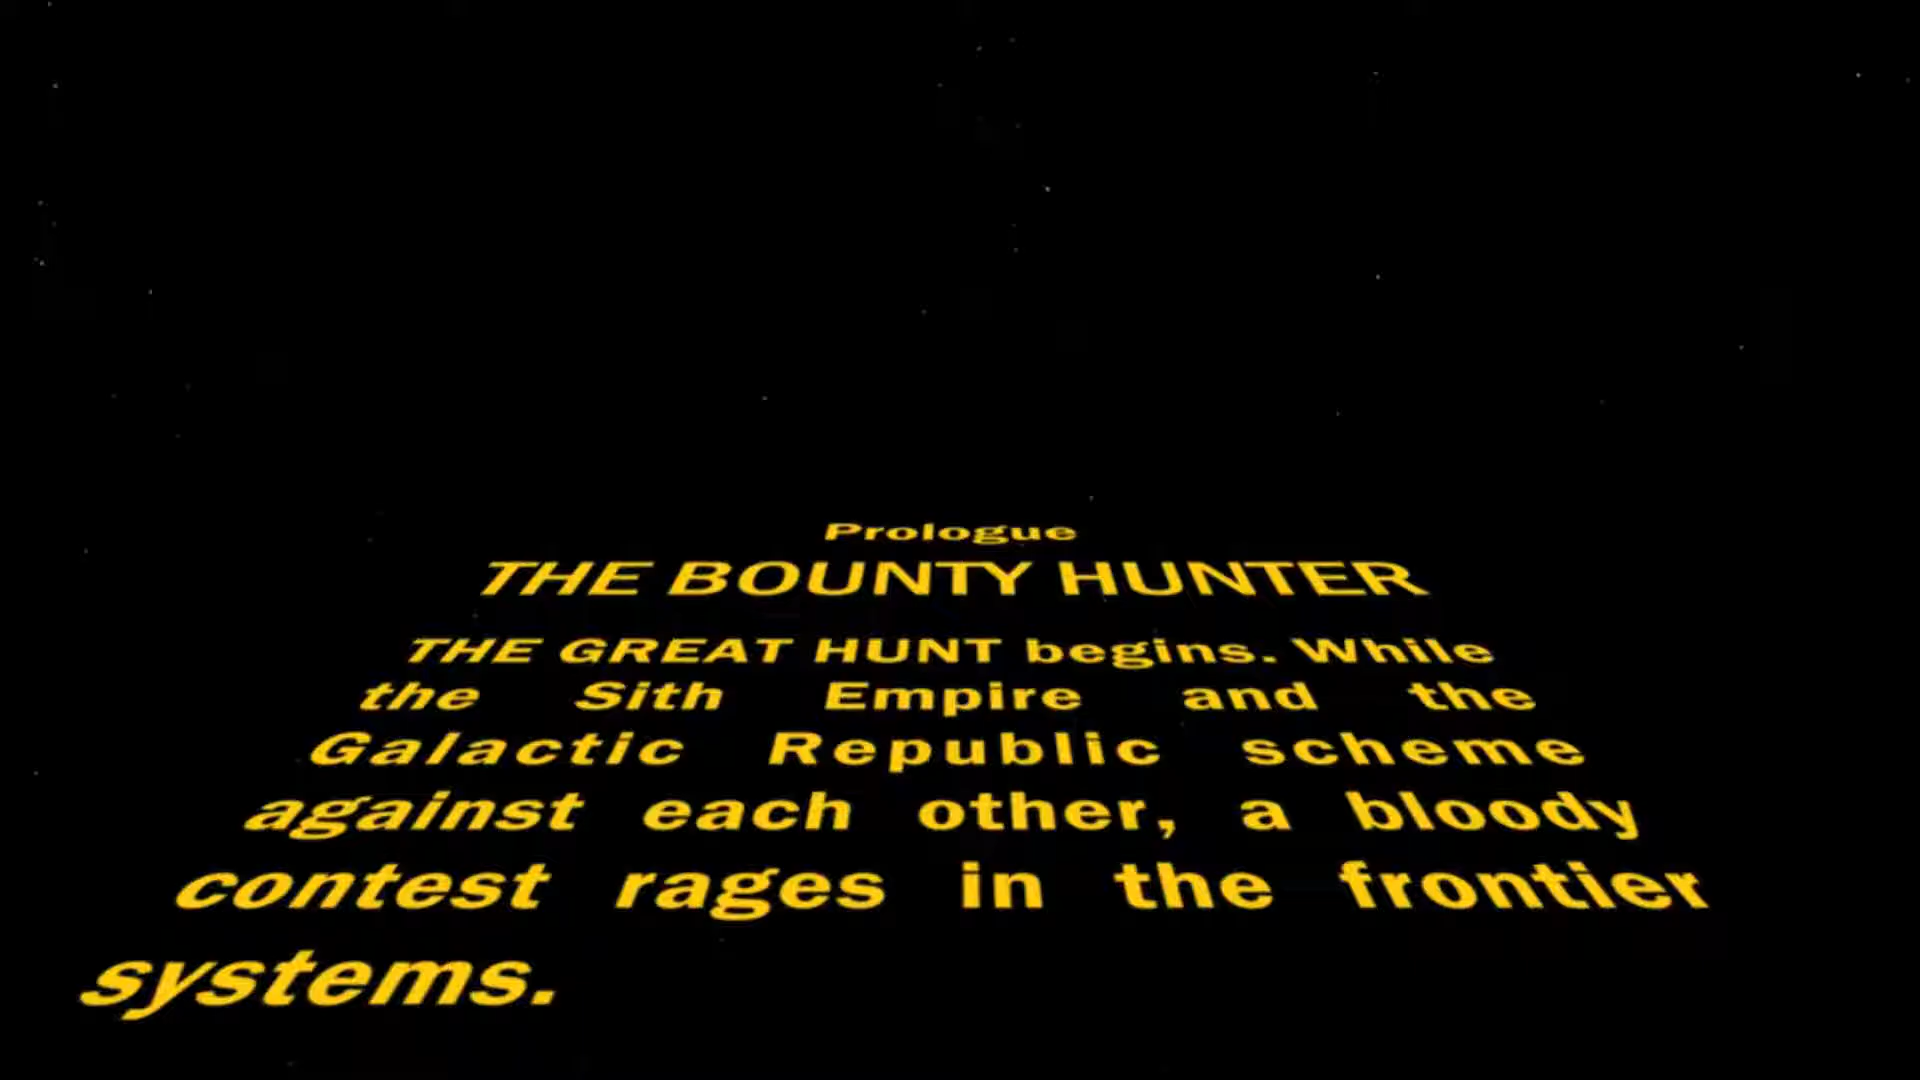 Prologue
THE BOUNTY HUNTER
THE GREAT HUNT begins. While
the Sith Empire and the
Galactic Republic scheme
against each other, a bloody
contest rages in the frontier
systems.